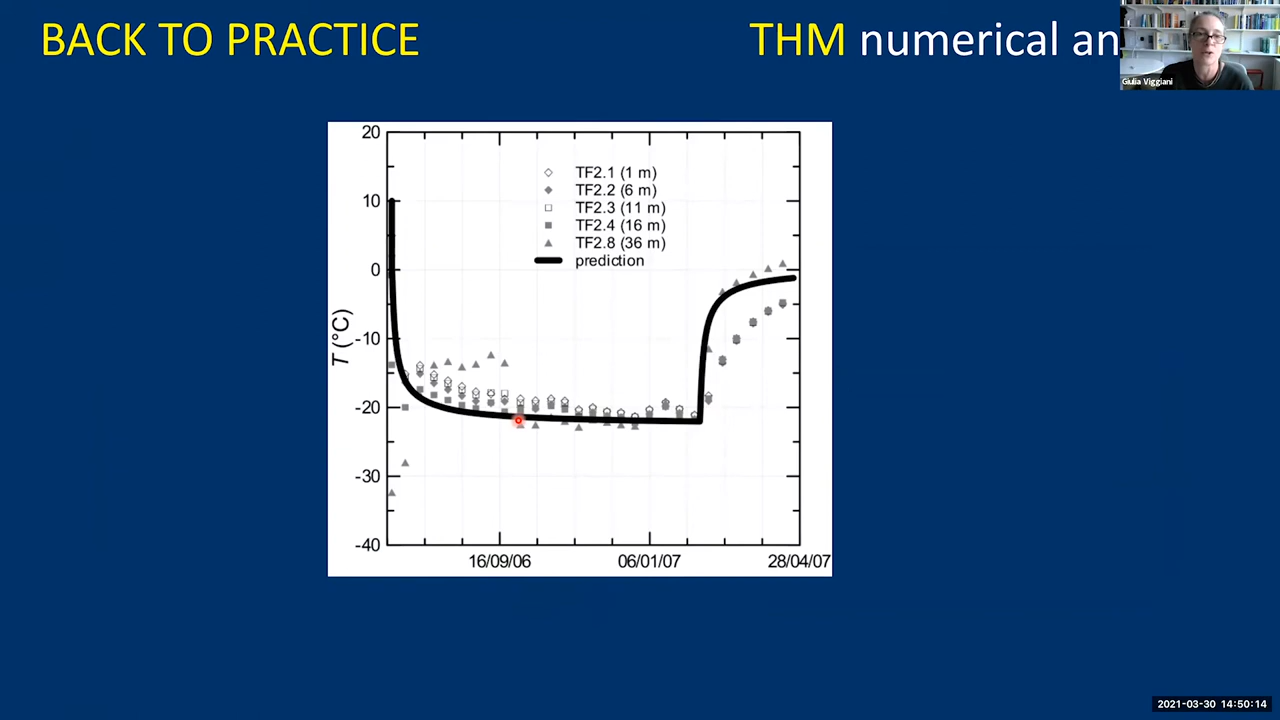 BACK TO PRACTICE
THM numerical an
Giulia Viggiani
20
10
0
-10
-20
-30
-40
T (°C)
TF2.1 (1 m)
TF2.2 (6 m)
TF2.3 (11 m)
TF2.4 (16 m)
TF2.8 (36 m)
prediction
16/09/06 06/01/07 28/04/07
2021-03-30 14:50:14